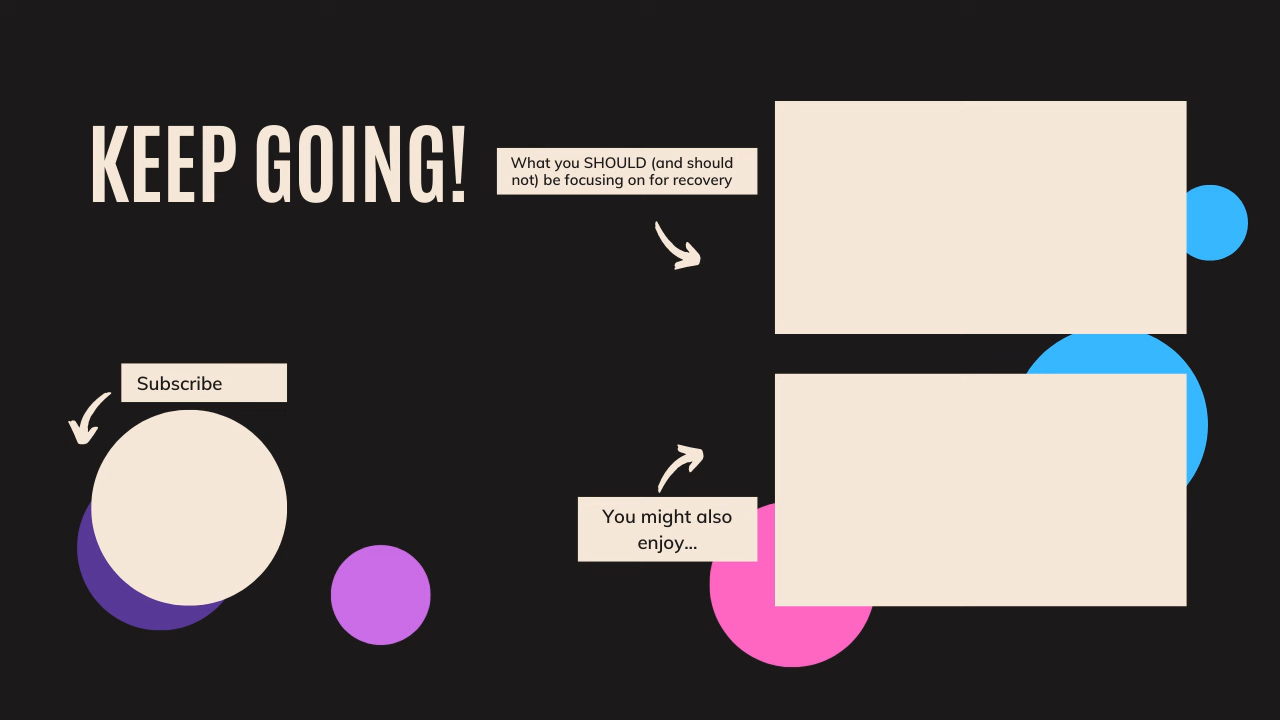 KEEP GOING!
What you SHOULD (and should
not) be focusing on for recovery
Subscribe
You might also
enjoy...